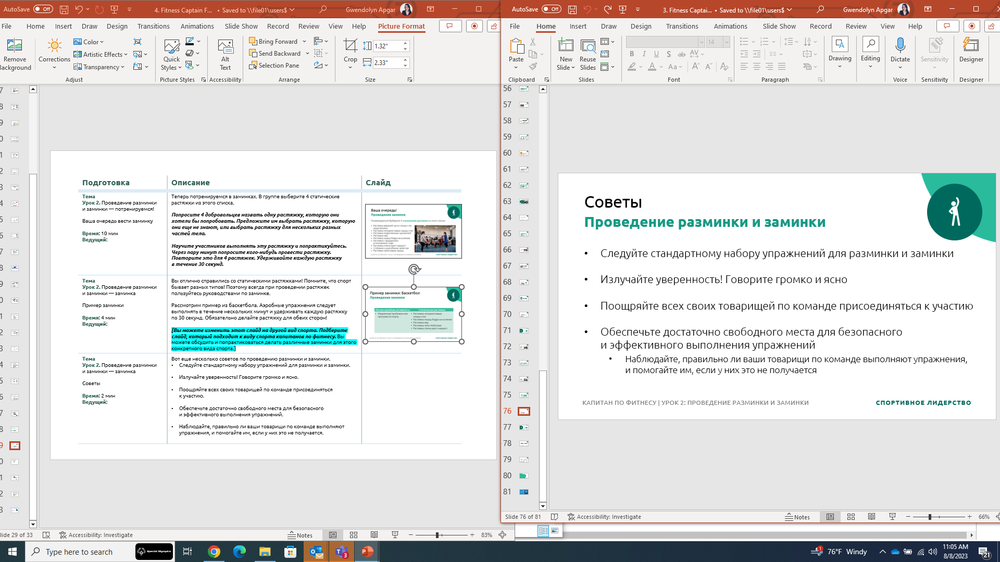 AutoSave Off 4. Fitness Captain F... • Saved to \\file01\users$ Gwendolyn Apgar
File Home Insert Draw Design Transitions Animations Slide Show Record Review View Help Picture Format
Remove Background
Corrections
Color
Artistic Effects
Transparency
Adjust
Quick Styles
Picture Styles
Alt Text
Accessibility
Bring Forward
Send Backward
Selection Pane
Arrange
Crop
1.32"
2.33"
Size
Подготовка Описание Слайд
Тема
Урок 2. Проведение разминки
и заминки — потренируемся!
Ваша очередь вести заминку
Время: 10 мин
Ведущий:
Теперь потренируемся в заминках. В группе выберите 4 статические
растяжки из этого списка.
Попросите 4 добровольцев назвать одну растяжку, которую они
хотели бы попробовать. Предложите им выбрать растяжку, которую
они еще не знают, или выбрать растяжку для нескольких разных
частей тела.
Научите участников выполнять эту растяжку и попрактикуйтесь.
Через пару минут попросите кого-нибудь провести растяжку.
Повторите это для 4 растяжек. Удерживайте каждую растяжку
в течение 30 секунд.
Ваша очередь!
Проведение заминок
Тема
Урок 2. Проведение разминки
и заминки — заминка
Пример заминки
Время: 4 мин
Ведущий:
Вы отлично справились со статическими растяжками! Помните, что спорт
бывает разных типов! Поэтому всегда при проведении растяжек
пользуйтесь руководствами по заминке.
Рассмотрим пример из баскетбола. Аэробные упражнения следует
выполнять в течение нескольких минут и удерживать каждую растяжку
по 30 секунд. Обязательно делайте растяжку для обеих сторон!
[Вы можете изменить этот слайд на другой вид спорта. Подберите
слайд, который подходит к виду спорта капитанов по фитнесу. Вы
можете обсудить и попрактиковаться делать различные заминки для этого
конкретного вида спорта.]
Пример заминки: Баскетбол
Проведение заминок
Тема
Урок 2. Проведение разминки
и заминки — заминка
Советы
Время: 2 мин
Ведущий:
Вот еще несколько советов по проведению разминки и заминки.
• Следуйте стандартному набору упражнений для разминки и заминки.
• Излучайте уверенность! Говорите громко и ясно.
• Поощряйте всех своих товарищей по команде присоединяться
к участию.
• Обеспечьте достаточно свободного места для безопасного
и эффективного выполнения упражнений.
• Наблюдайте, правильно ли ваши товарищи по команде выполняют
упражнения, и помогайте им, если у них это не получается.
lide 29 of 33 Accessibility: Investigate Notes 83%
AutoSave Off 3. Fitness Captai... • Saved to \\file01\users$ Gwendolyn Apgar
File Home Insert Draw Design Transitions Animations Slide Show Record Review View Help
Paste
Clipboard
New Slide
Reuse Slides
Slides
14
B I U S ab AV
A Aa A A A
Font
Paragraph
Drawing
Editing
Dictate
Voice
Sensitivity
Sensitivity
Designer
Designer
56
57
58
59
60
61
62
63
64
65
66
67
68
69
70
71
72
73
74
75
76
77
78
79
80
81
Советы
Проведение разминки и заминки
• Следуйте стандартному набору упражнений для разминки и заминки
• Излучайте уверенность! Говорите громко и ясно
• Поощряйте всех своих товарищей по команде присоединяться к участию
• Обеспечьте достаточно свободного места для безопасного
и эффективного выполнения упражнений
• Наблюдайте, правильно ли ваши товарищи по команде выполняют упражнения,
и помогайте им, если у них это не получается
КАПИТАН ПО ФИТНЕСУ | УРОК 2: ПРОВЕДЕНИЕ РАЗМИНКИ И ЗАМИНКИ СПОРТИВНОЕ ЛИДЕРСТВО
Slide 76 of 81 Accessibility: Investigate Notes 66%
Type here to search Special Olympics 3 1 76°F Windy 11:05 AM
8/8/2023 21